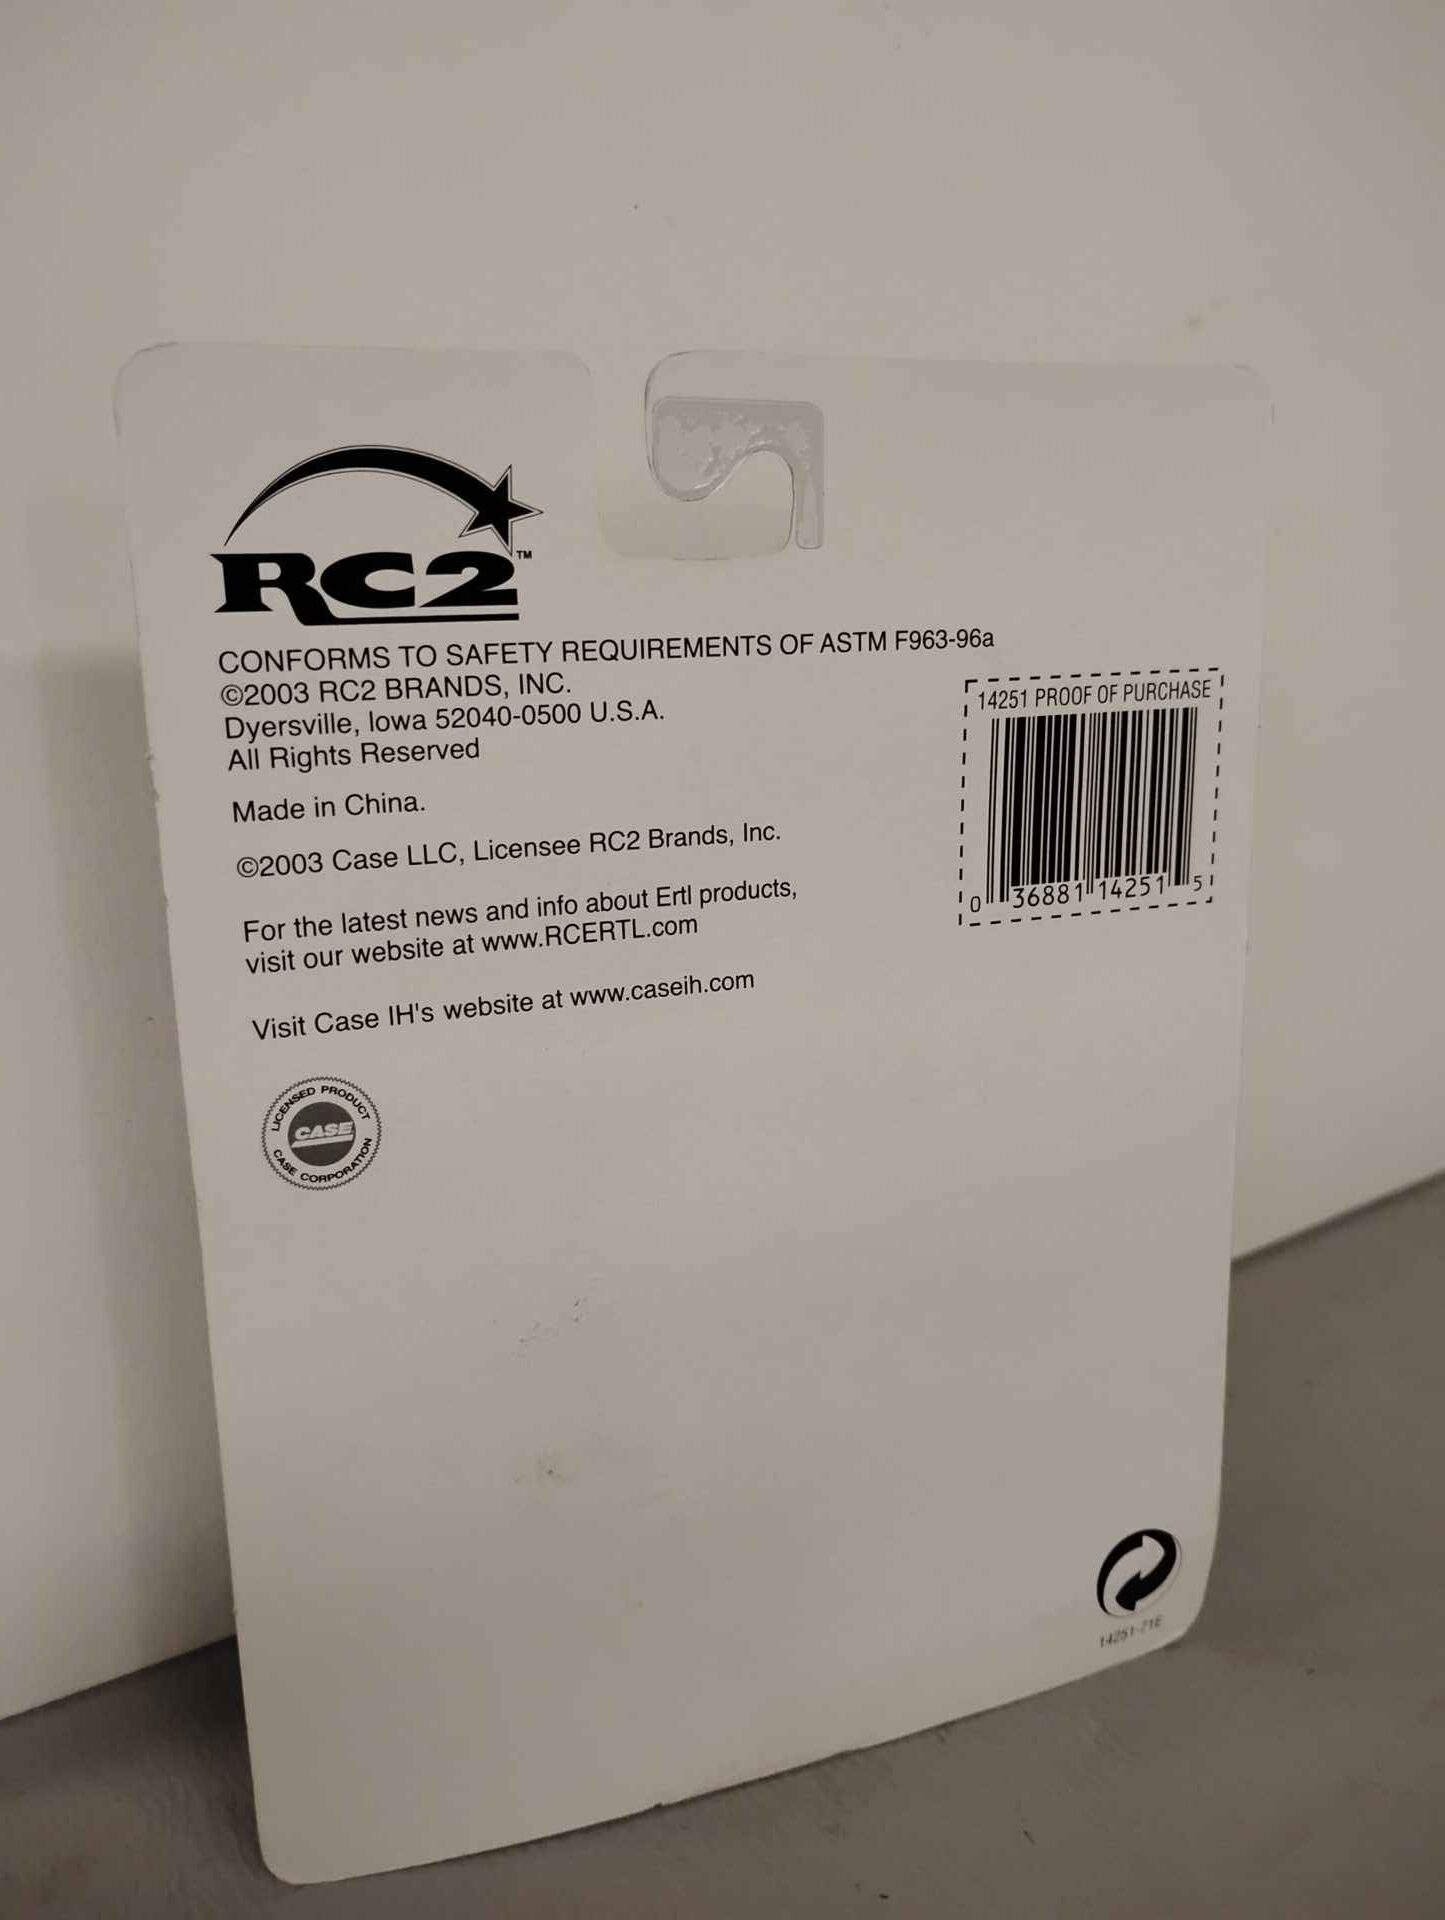 RC2™
CONFORMS TO SAFETY REQUIREMENTS OF ASTM F963-96a
©2003 RC2 BRANDS, INC.
Dyersville, Iowa 52040-0500 U.S.A.
All Rights Reserved
Made in China.
©2003 Case LLC, Licensee RC2 Brands, Inc.
For the latest news and info about Ertl products,
visit our website at www.RCERTL.com
Visit Case IH's website at www.caseih.com
LICENSED PRODUCT
CASE
CASE CORPORATION
14251 PROOF OF PURCHASE
0 36881 14251 5
14251-71E